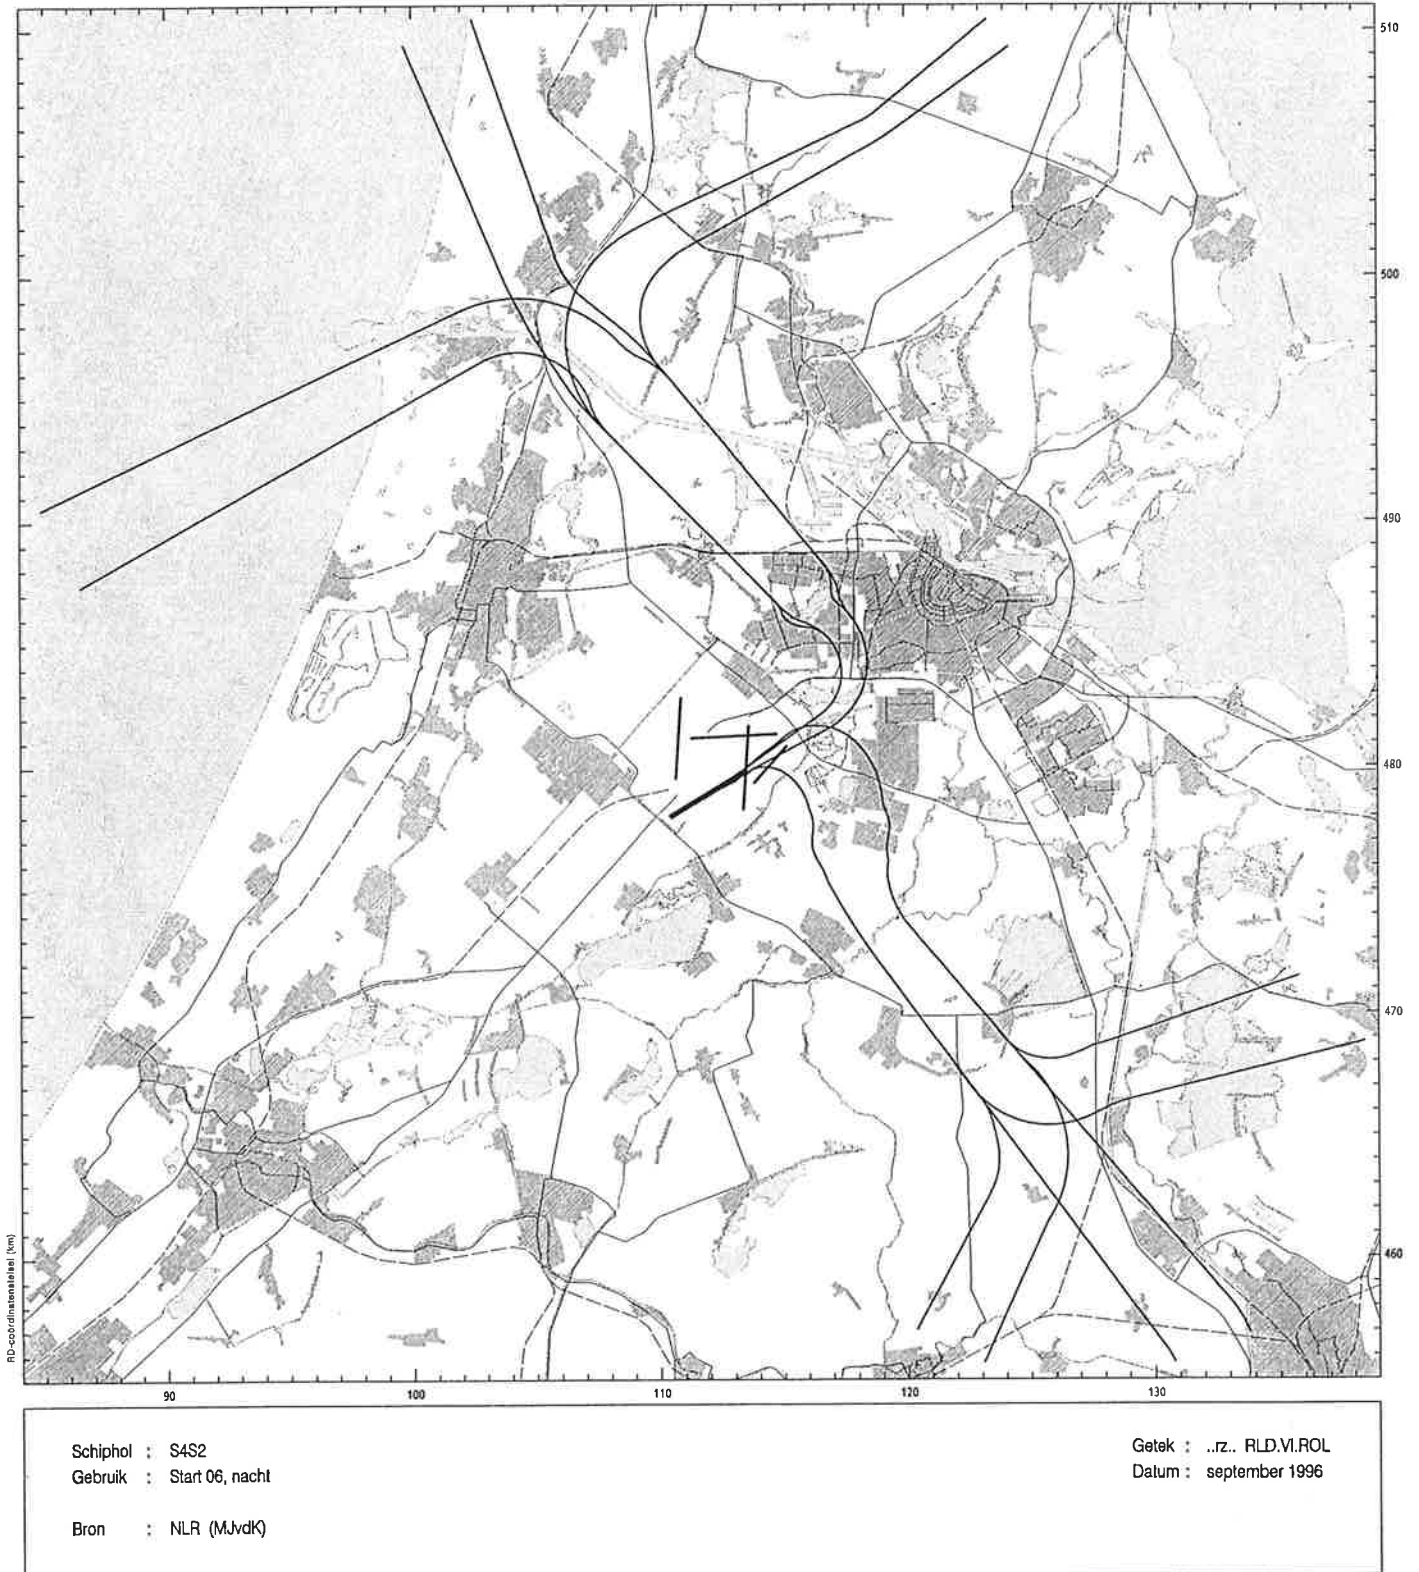 510
500
490
480
470
460
RD-coördinatenstelsel (km)
90
100
110
120
130
Schiphol : S4S2
Gebruik : Start 06, nacht
Bron : NLR (MJvdK)
Getek : ..rz.. RLD.VI.ROL
Datum : september 1996